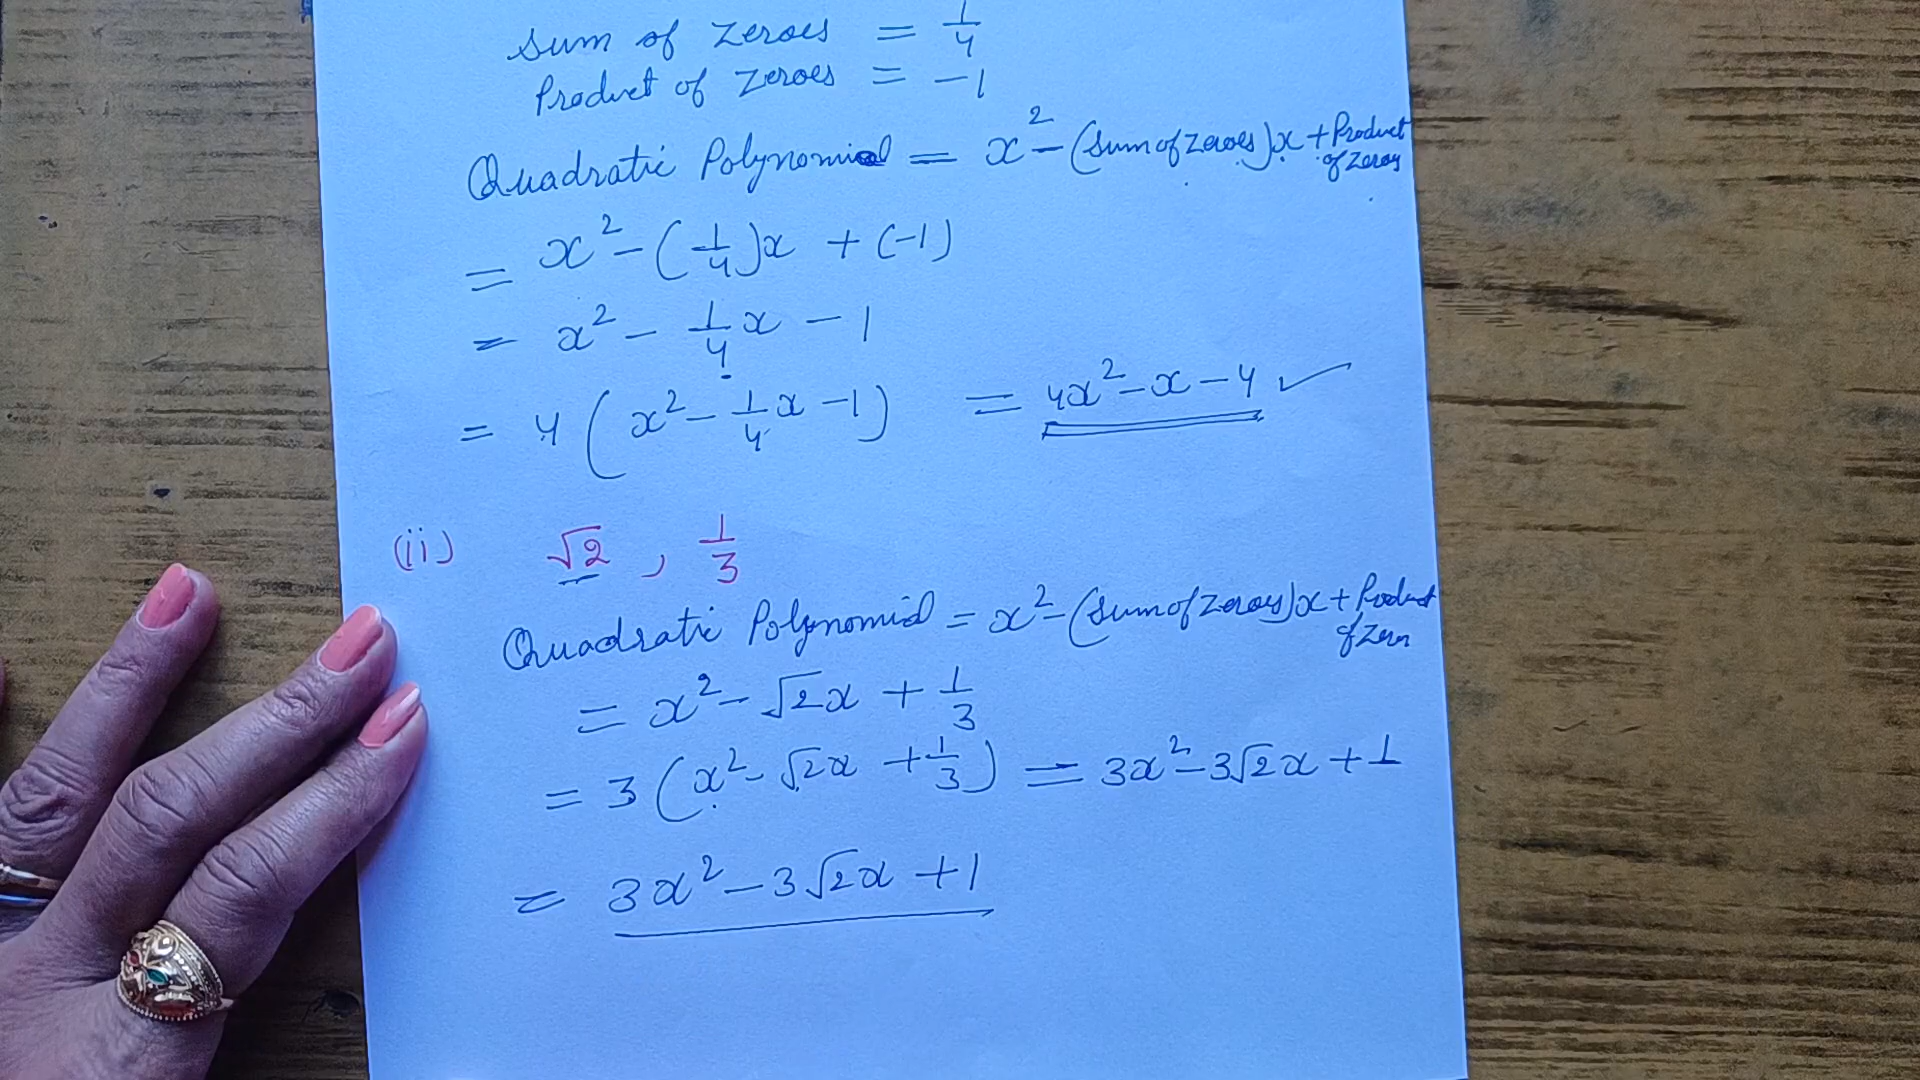 Sum of Zeroes = 1/4
Product of Zeroes = -1
Quadratic Polynomial = x² - (Sum of Zeroes)x + Product of Zeroes
= x² - (1/4)x + (-1)
= x² - 1/4 x - 1
= 4(x² - 1/4 x - 1) = 4x² - x - 4 ✓
(ii) √2, 1/3
Quadratic Polynomial = x² - (Sum of Zeroes)x + Product of Zeros
= x² - √2x + 1/3
= 3(x² - √2x + 1/3) = 3x² - 3√2x + 1
= 3x² - 3√2x + 1